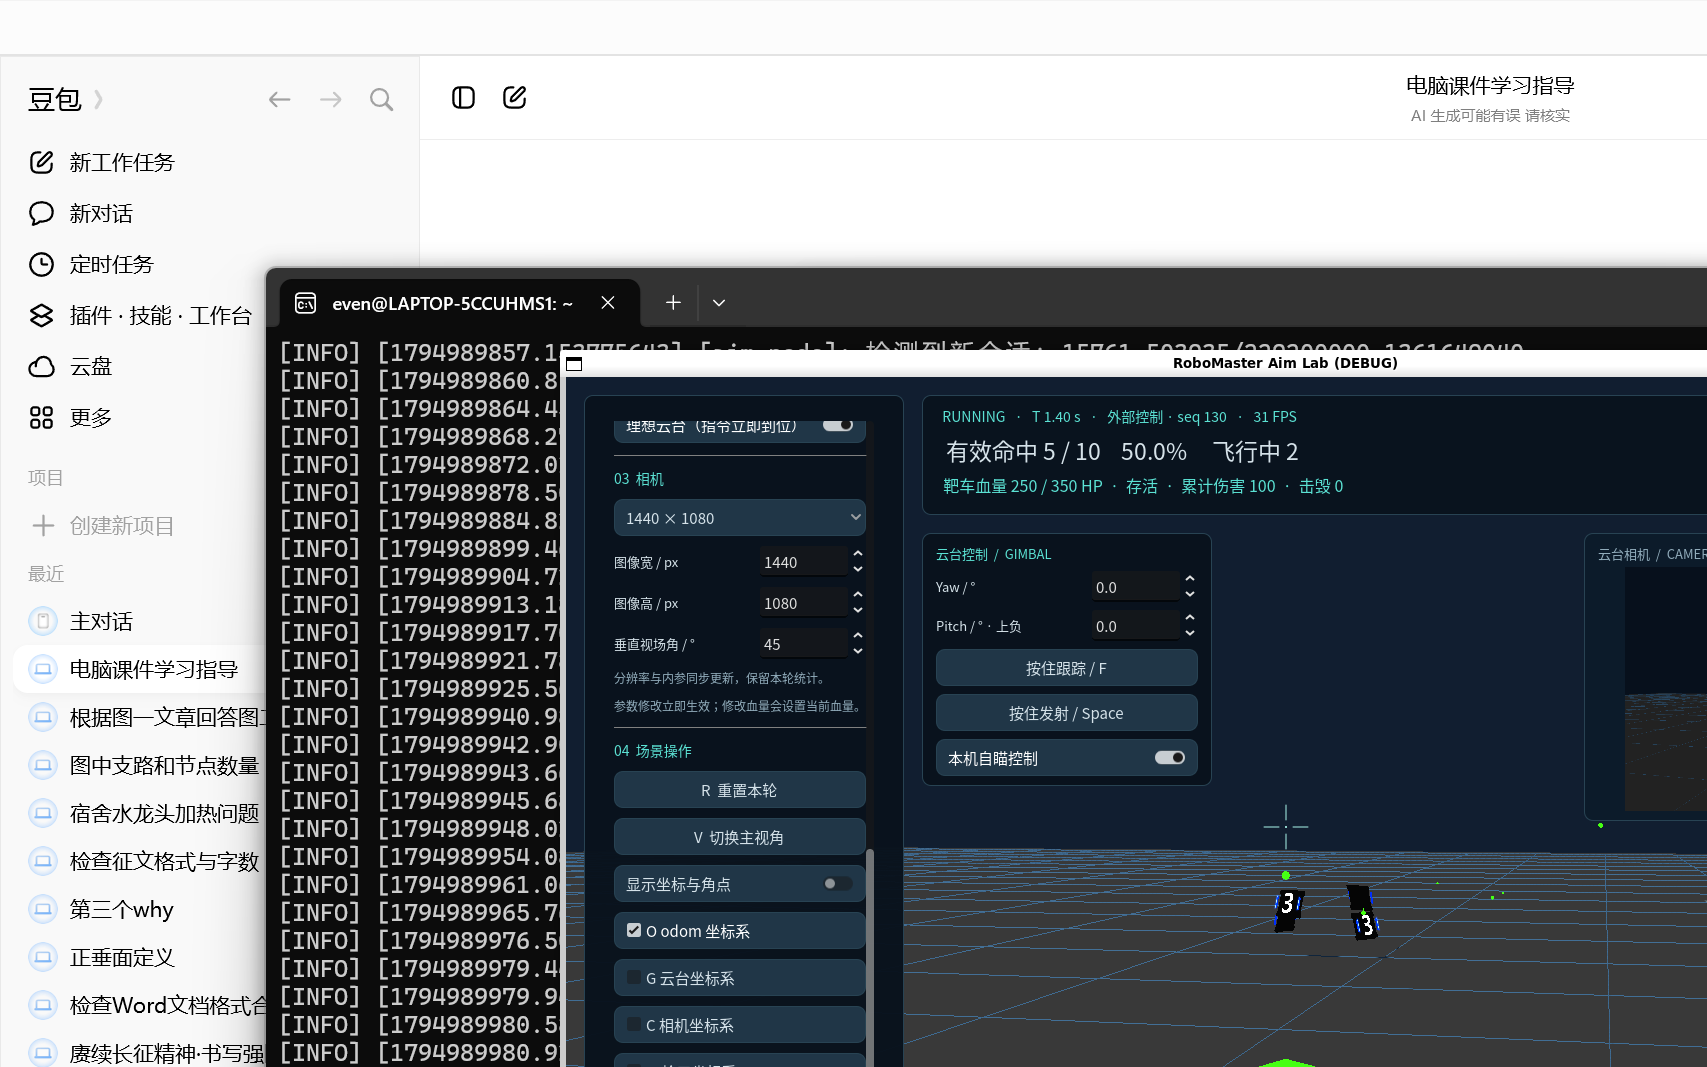 豆包
新工作任务
新对话
定时任务
插件 · 技能 · 工作台
云盘
更多
项目
创建新项目
最近
主对话
电脑课件学习指导
根据图一文章回答图
图中支路和节点数量
宿舍水龙头加热问题
检查征文格式与字数
第三个why
正垂面定义
检查Word文档格式合
赓续长征精神·书写强
电脑课件学习指导
AI 生成可能有误 请核实
even@LAPTOP-5CCUHMS1: ~
[INFO] [1794989857.1
[INFO] [1794989860.8
[INFO] [1794989864.4
[INFO] [1794989868.2
[INFO] [1794989872.0
[INFO] [1794989878.5
[INFO] [1794989884.8
[INFO] [1794989899.4
[INFO] [1794989904.7
[INFO] [1794989913.1
[INFO] [1794989917.7
[INFO] [1794989921.7
[INFO] [1794989925.5
[INFO] [1794989940.9
[INFO] [1794989942.9
[INFO] [1794989943.6
[INFO] [1794989945.6
[INFO] [1794989948.0
[INFO] [1794989954.0
[INFO] [1794989961.0
[INFO] [1794989965.7
[INFO] [1794989976.5
[INFO] [1794989979.4
[INFO] [1794989979.9
[INFO] [1794989980.5
[INFO] [1794989980.9
RoboMaster Aim Lab (DEBUG)
理想云台（指令立即到位）
03 相机
1440 × 1080
图像宽 / px 1440
图像高 / px 1080
垂直视场角 / ° 45
分辨率与内参同步更新，保留本轮统计。
参数修改立即生效；修改血量会设置当前血量。
04 场景操作
R 重置本轮
V 切换主视角
显示坐标与角点
O odom 坐标系
G 云台坐标系
C 相机坐标系
RUNNING · T 1.40 s · 外部控制 · seq 130 · 31 FPS
有效命中 5 / 10 50.0% 飞行中 2
靶车血量 250 / 350 HP · 存活 · 累计伤害 100 · 击毁 0
云台控制 / GIMBAL
Yaw / ° 0.0
Pitch / ° · 上负 0.0
按住跟踪 / F
按住发射 / Space
本机自瞄控制
云台相机 / CAMER
3
3